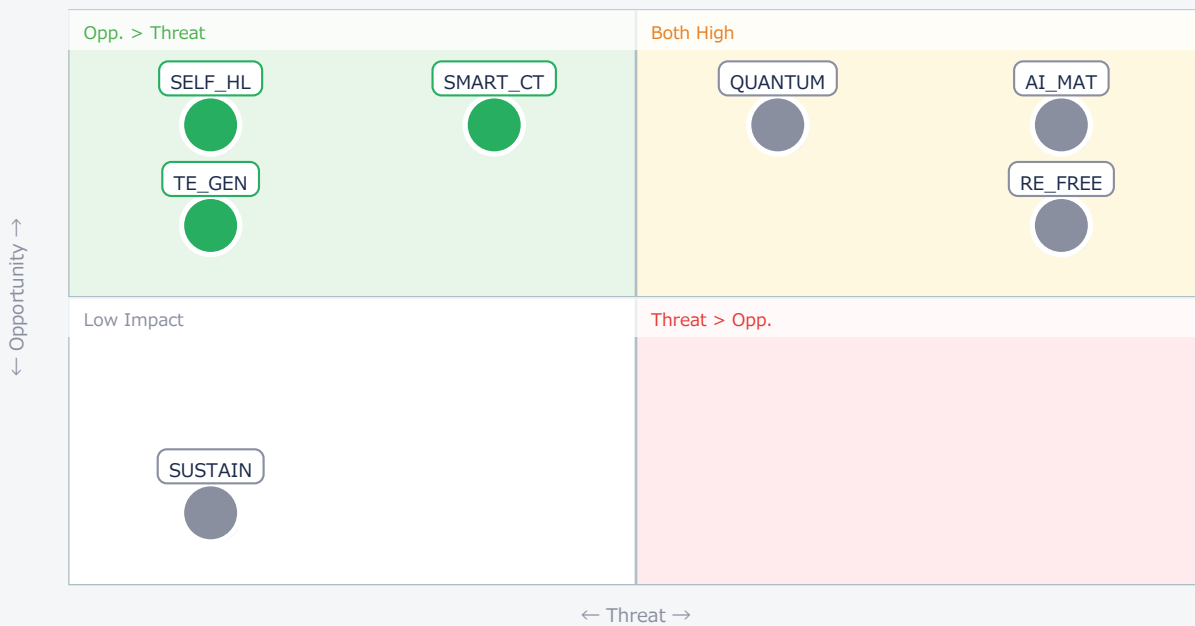 Opp. > Threat
Both High
SELF_HL
SMART_CT
QUANTUM
AI_MAT
TE_GEN
RE_FREE
← Opportunity →
Low Impact
Threat > Opp.
SUSTAIN
← Threat →